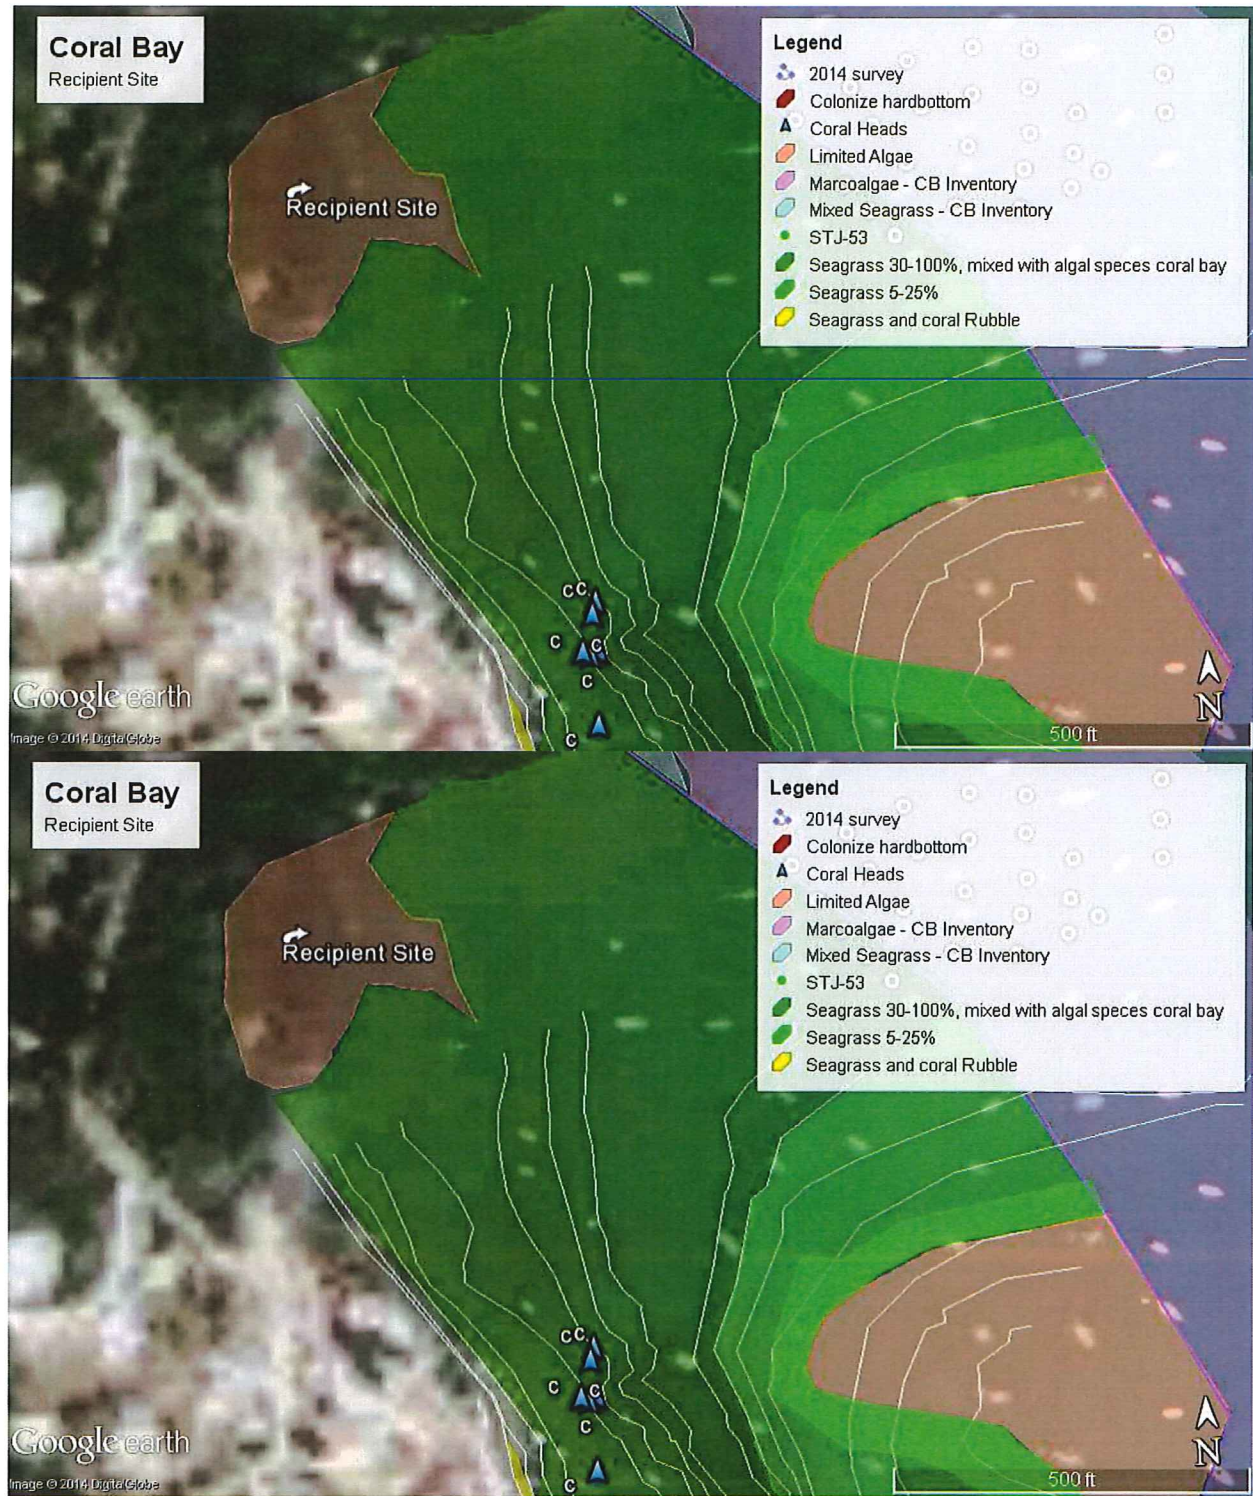 Coral Bay
Recipient Site
Legend
2014 survey
Colonize hardbottom
Coral Heads
Limited Algae
Marcoalgae - CB Inventory
Mixed Seagrass - CB Inventory
STJ-53
Seagrass 30-100%, mixed with algal speces coral bay
Seagrass 5-25%
Seagrass and coral Rubble
Recipient Site
C C
C C
C
C
Google earth
Image © 2014 DigitalGlobe
N
500 ft
Coral Bay
Recipient Site
Legend
2014 survey
Colonize hardbottom
Coral Heads
Limited Algae
Marcoalgae - CB Inventory
Mixed Seagrass - CB Inventory
STJ-53
Seagrass 30-100%, mixed with algal speces coral bay
Seagrass 5-25%
Seagrass and coral Rubble
Recipient Site
C C
C C
C
C
Google earth
Image © 2014 DigitalGlobe
N
500 ft